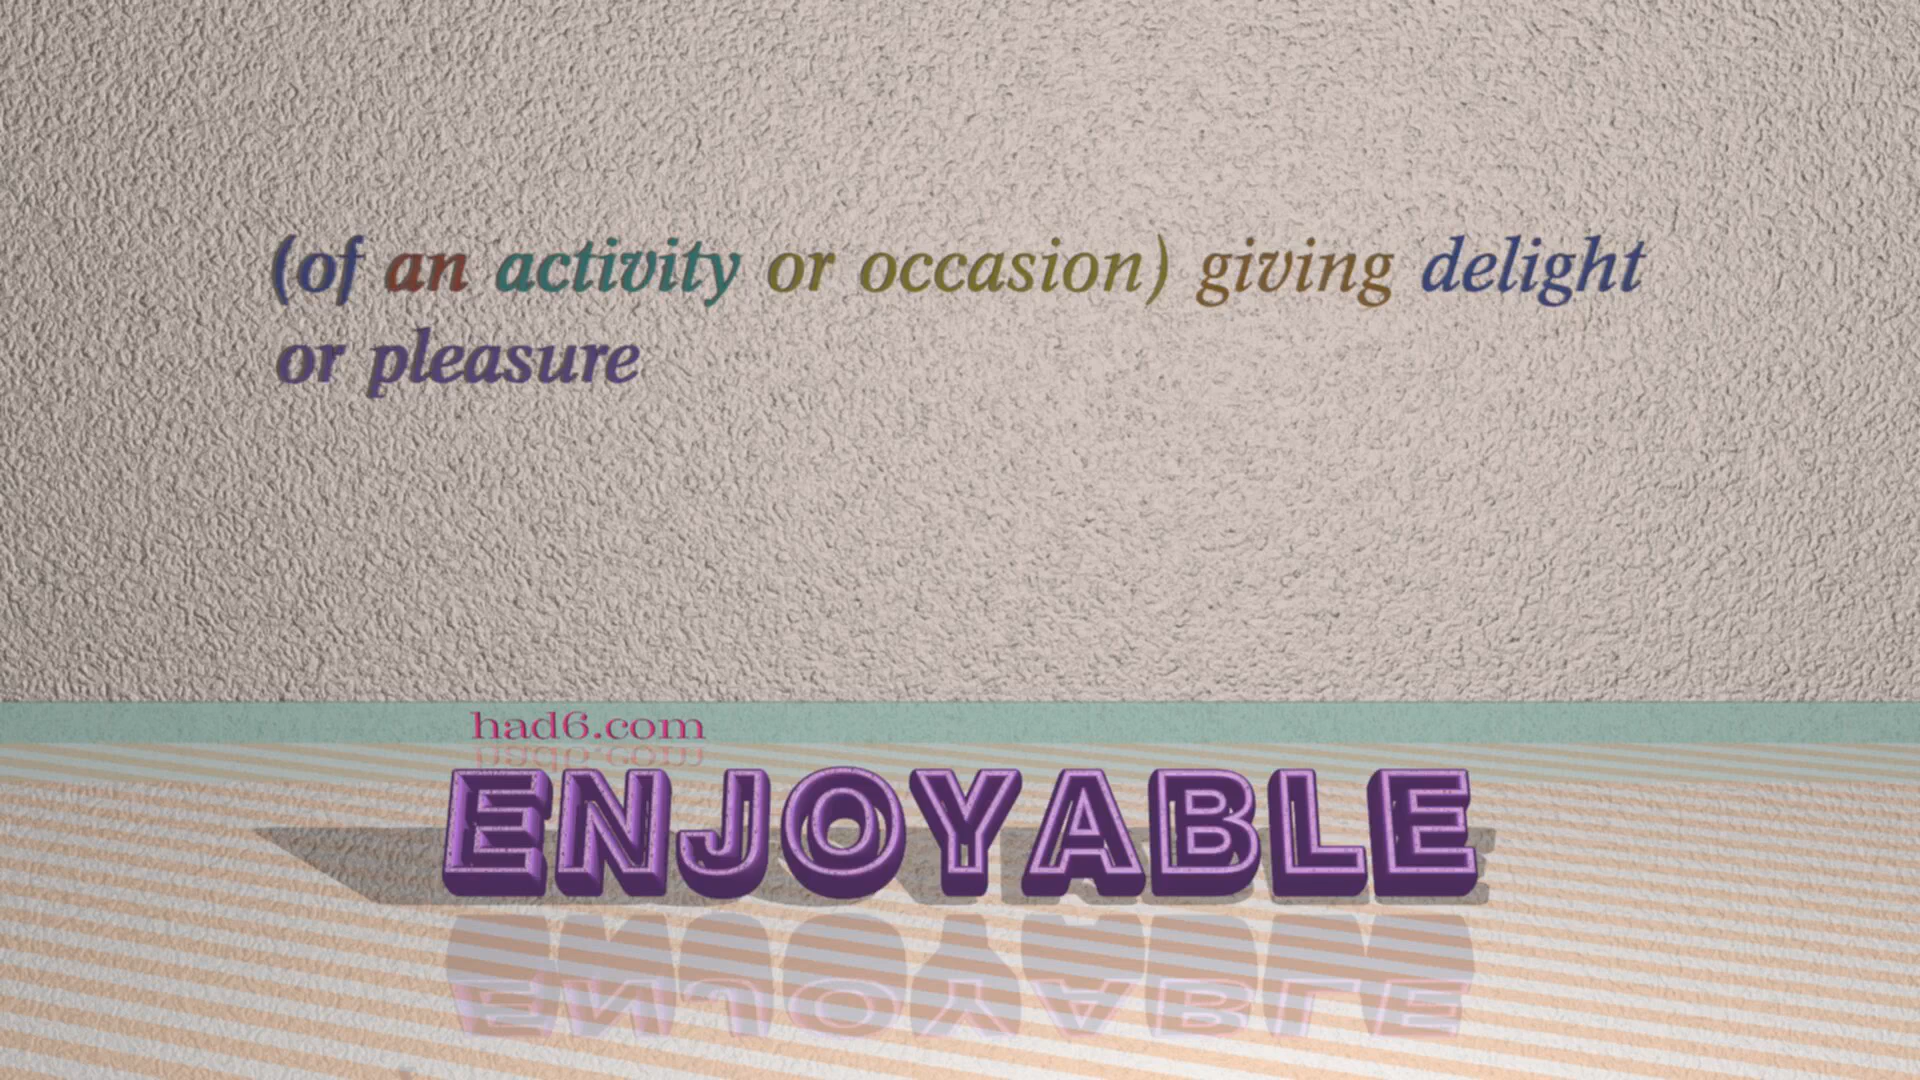 (of an activity or occasion) giving delight
or pleasure
had6.com
ENJOYABLE